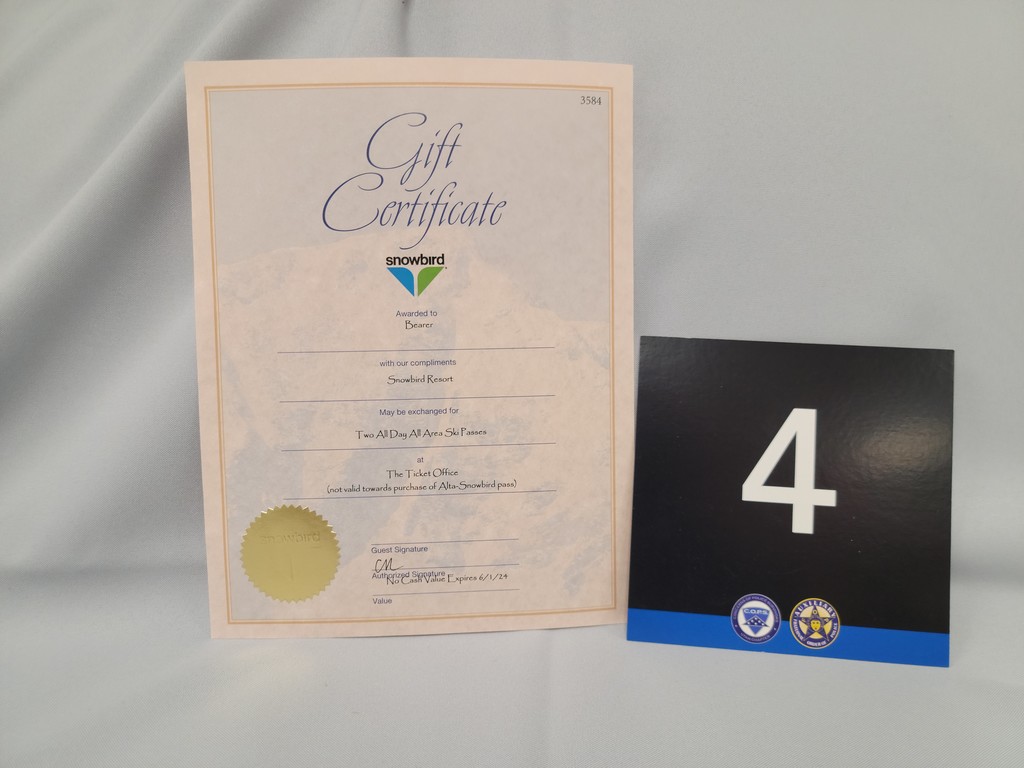 3584
Gift
Certificate
snowbird
Awarded to
Bearer
with our compliments
Snowbird Resort
May be exchanged for
Two All Day All Area Ski Passes
at
The Ticket Office
(not valid towards purchase of Alta-Snowbird pass)
Guest Signature
CM
Authorized Signature
No Cash Value Expires 6/1/24
Value
4
C.O.P.S.
AUXILIARY